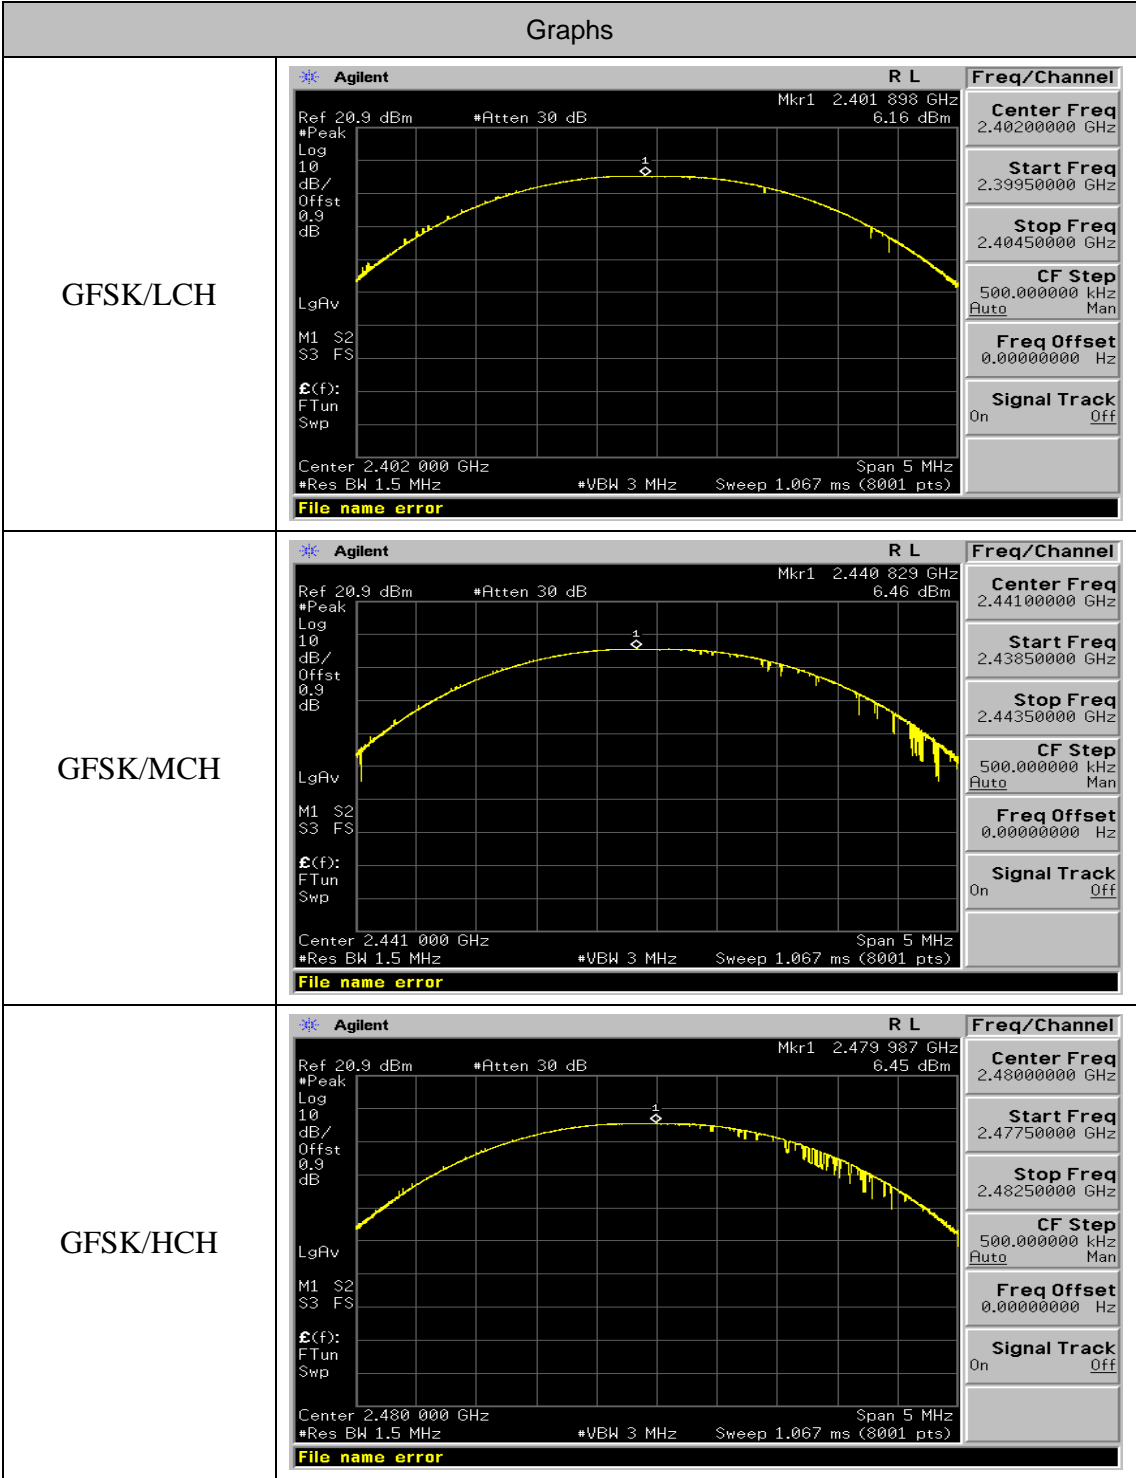 Graphs
GFSK/LCH
Agilent R L Freq/Channel
Mkr1 2.401 898 GHz
Ref 20.9 dBm #Atten 30 dB 6.16 dBm
#Peak
Log
10
dB/
Offst
0.9
dB
1
LgAv
M1 S2
S3 FS
£(f):
FTun
Swp
Center 2.402 000 GHz Span 5 MHz
#Res BW 1.5 MHz #VBW 3 MHz Sweep 1.067 ms (8001 pts)
File name error
Center Freq
2.40200000 GHz
Start Freq
2.39950000 GHz
Stop Freq
2.40450000 GHz
CF Step
500.000000 kHz
Auto Man
Freq Offset
0.00000000 Hz
Signal Track
On Off
GFSK/MCH
Agilent R L Freq/Channel
Mkr1 2.440 829 GHz
Ref 20.9 dBm #Atten 30 dB 6.46 dBm
#Peak
Log
10
dB/
Offst
0.9
dB
1
LgAv
M1 S2
S3 FS
£(f):
FTun
Swp
Center 2.441 000 GHz Span 5 MHz
#Res BW 1.5 MHz #VBW 3 MHz Sweep 1.067 ms (8001 pts)
File name error
Center Freq
2.44100000 GHz
Start Freq
2.43850000 GHz
Stop Freq
2.44350000 GHz
CF Step
500.000000 kHz
Auto Man
Freq Offset
0.00000000 Hz
Signal Track
On Off
GFSK/HCH
Agilent R L Freq/Channel
Mkr1 2.479 987 GHz
Ref 20.9 dBm #Atten 30 dB 6.45 dBm
#Peak
Log
10
dB/
Offst
0.9
dB
1
LgAv
M1 S2
S3 FS
£(f):
FTun
Swp
Center 2.480 000 GHz Span 5 MHz
#Res BW 1.5 MHz #VBW 3 MHz Sweep 1.067 ms (8001 pts)
File name error
Center Freq
2.48000000 GHz
Start Freq
2.47750000 GHz
Stop Freq
2.48250000 GHz
CF Step
500.000000 kHz
Auto Man
Freq Offset
0.00000000 Hz
Signal Track
On Off